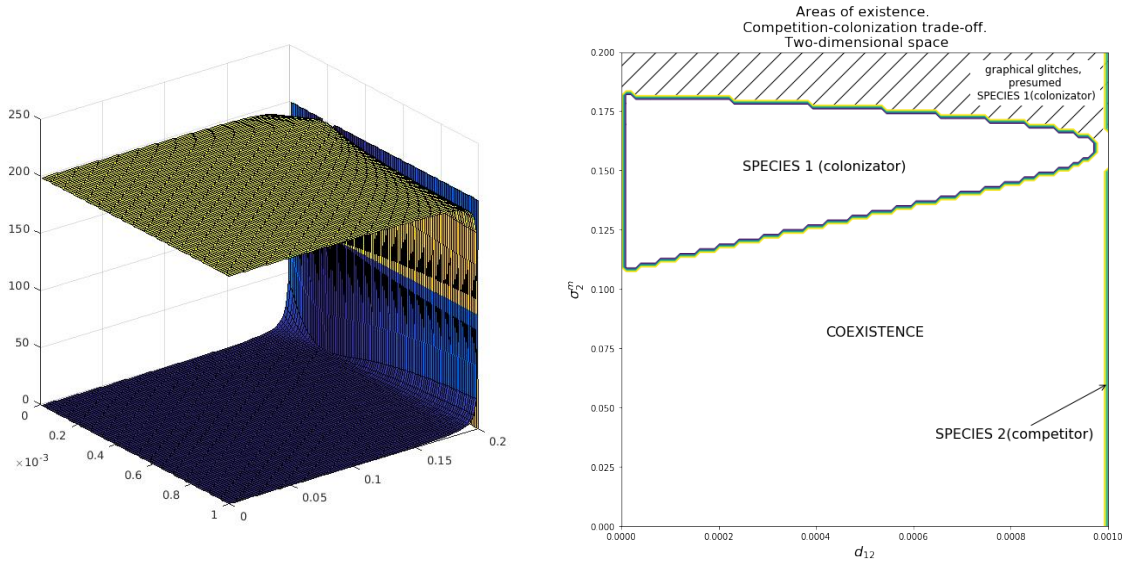 250
200
150
100
50
0
0
0.2
0.4
0.6
0.8
1
×10⁻³
0
0.05
0.1
0.15
0.2
Areas of existence.
Competition-colonization trade-off.
Two-dimensional space
0.200
0.175
0.150
0.125
0.100
0.075
0.050
0.025
0.000
σ₂ᵐ
graphical glitches,
presumed
SPECIES 1(colonizator)
SPECIES 1 (colonizator)
COEXISTENCE
SPECIES 2(competitor)
0.0000 0.0002 0.0004 0.0006 0.0008 0.0010
d₁₂